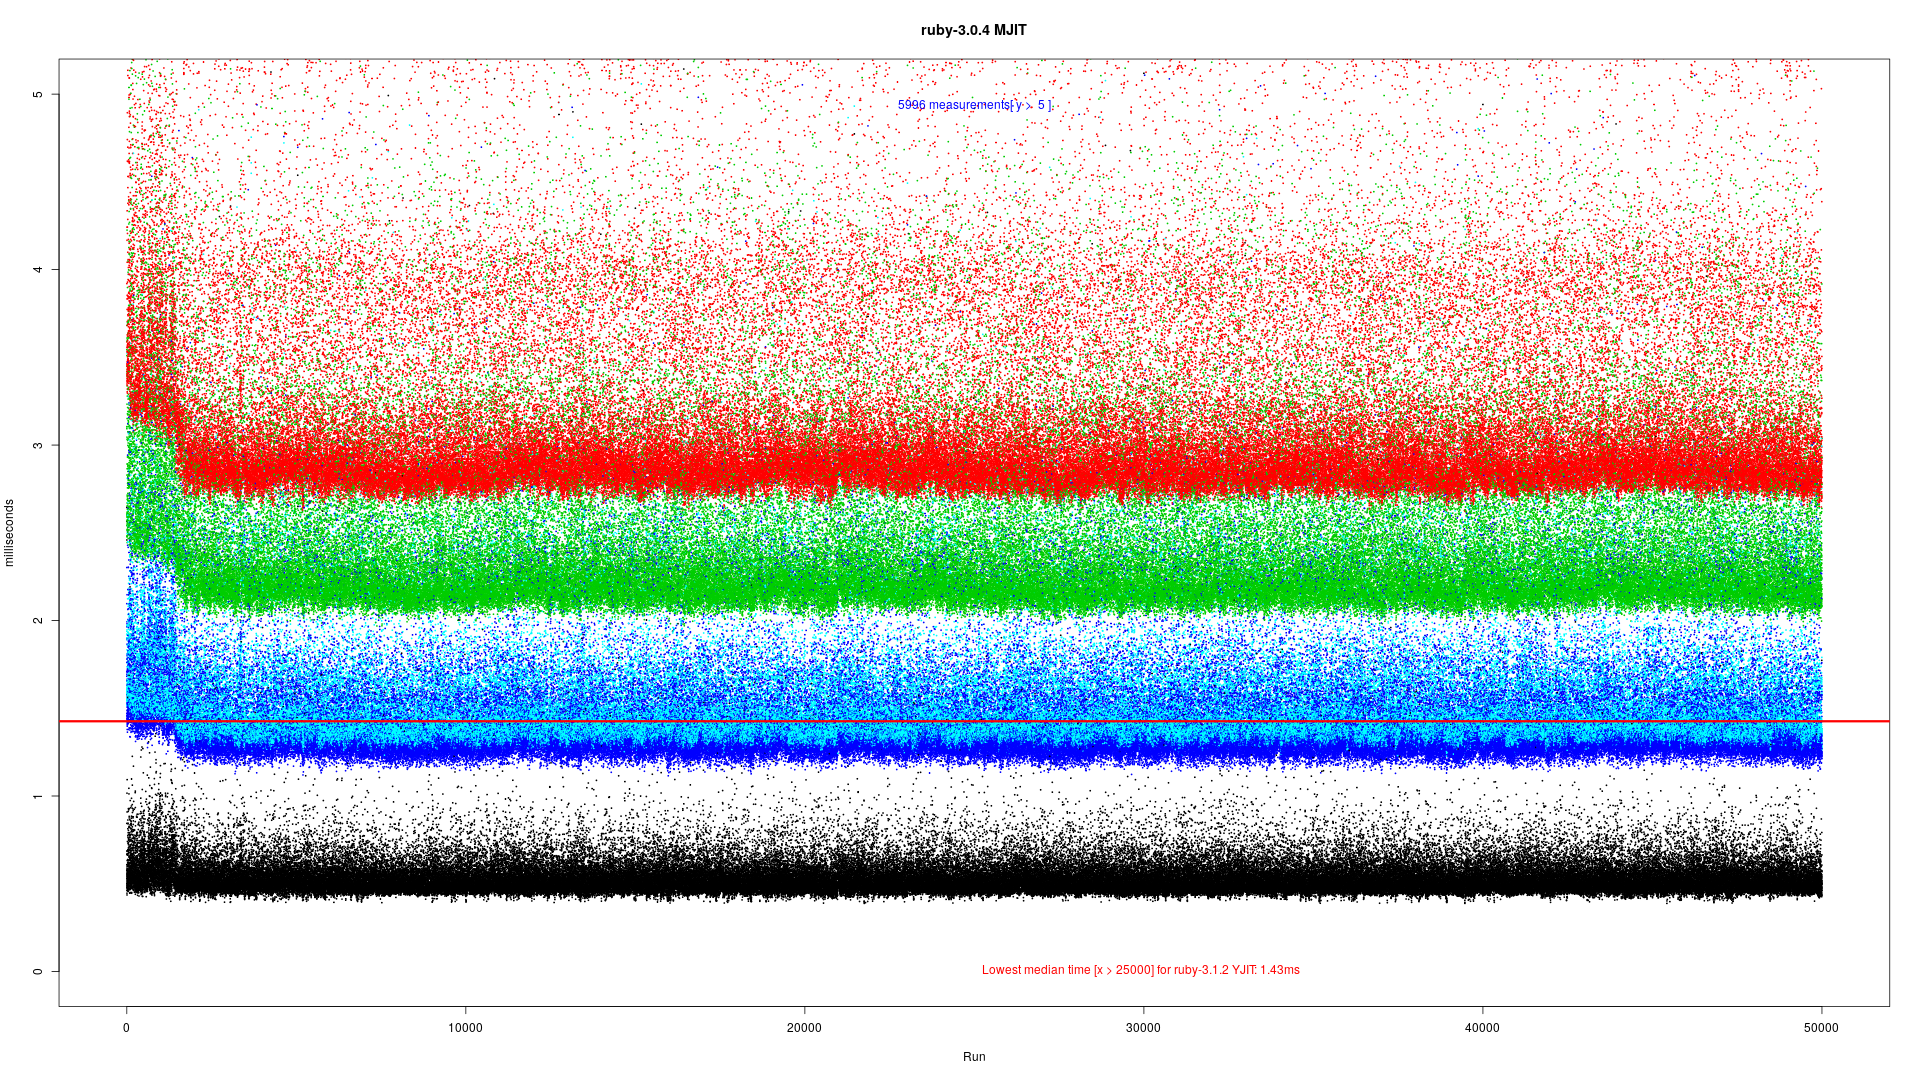 ruby-3.0.4 MJIT
5996 measurements[ y > 5 ]
milliseconds
5
4
3
2
1
0
Lowest median time [x > 25000] for ruby-3.1.2 YJIT: 1.43ms
0 10000 20000 30000 40000 50000
Run